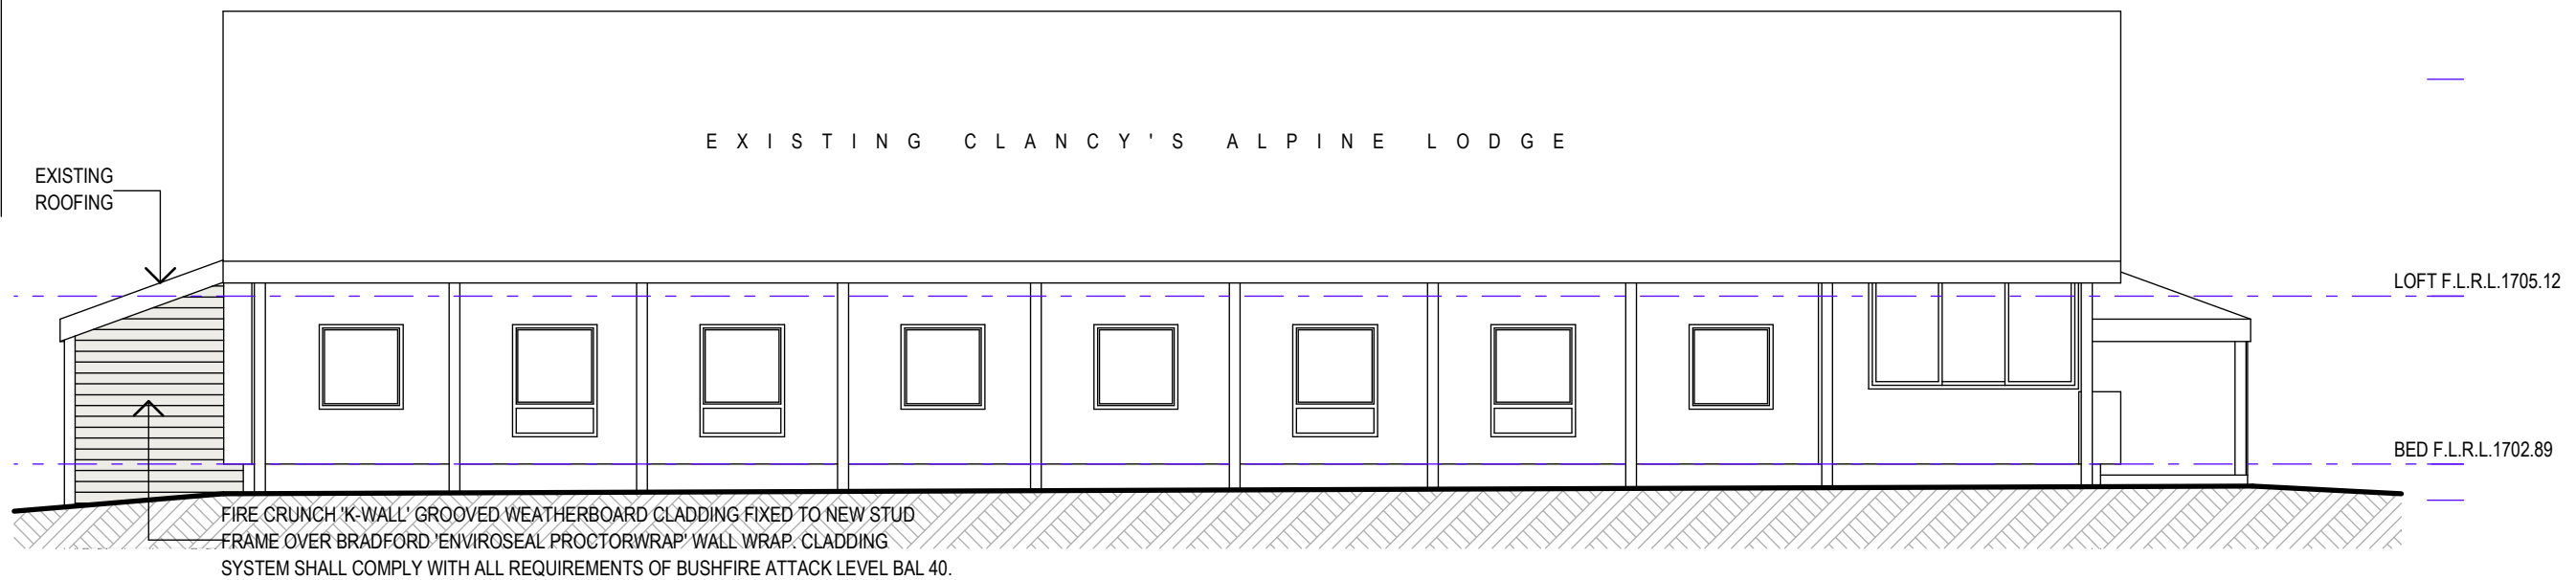 EXISTING CLANCY'S ALPINE LODGE
EXISTING
ROOFING
LOFT F.L.R.L.1705.12
BED F.L.R.L.1702.89
FIRE CRUNCH 'K-WALL' GROOVED WEATHERBOARD CLADDING FIXED TO NEW STUD
FRAME OVER BRADFORD 'ENVIROSEAL PROCTORWRAP' WALL WRAP. CLADDING
SYSTEM SHALL COMPLY WITH ALL REQUIREMENTS OF BUSHFIRE ATTACK LEVEL BAL 40.